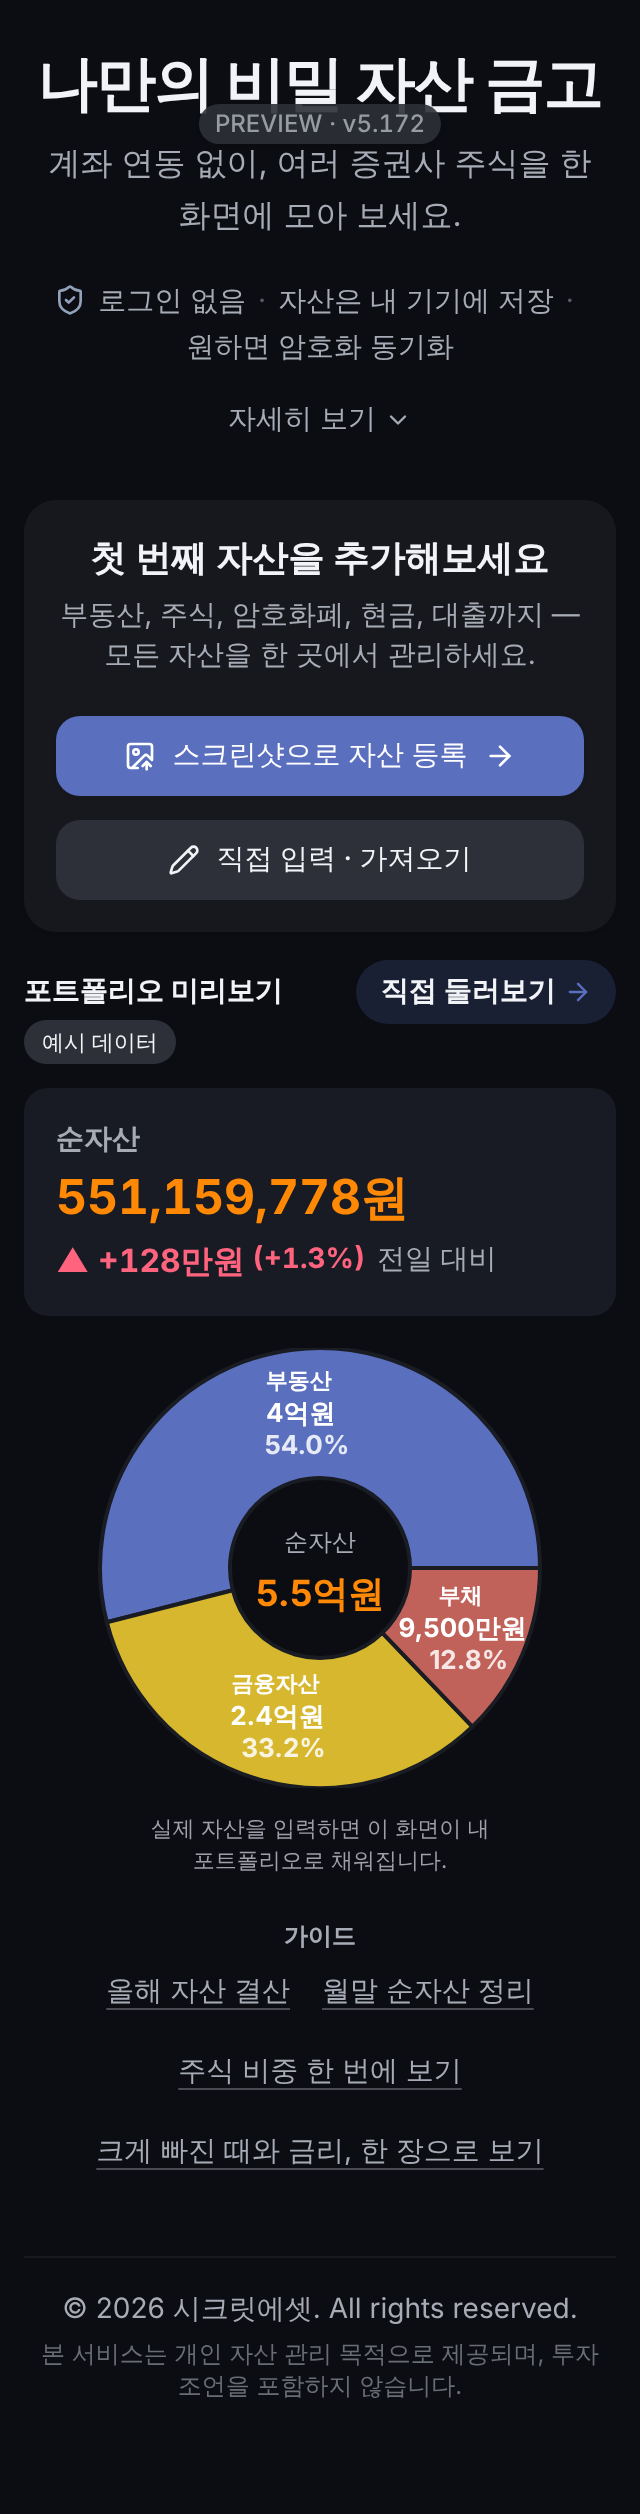 나만의 비밀 자산 금고
PREVIEW · v5.172
계좌 연동 없이, 여러 증권사 주식을 한
화면에 모아 보세요.
로그인 없음 · 자산은 내 기기에 저장 ·
원하면 암호화 동기화
자세히 보기
첫 번째 자산을 추가해보세요
부동산, 주식, 암호화폐, 현금, 대출까지 —
모든 자산을 한 곳에서 관리하세요.
스크린샷으로 자산 등록 →
직접 입력 · 가져오기
포트폴리오 미리보기
직접 둘러보기 →
예시 데이터
순자산
551,159,778원
▲ +128만원 (+1.3%) 전일 대비
부동산
4억원
54.0%
순자산
5.5억원
부채
9,500만원
12.8%
금융자산
2.4억원
33.2%
실제 자산을 입력하면 이 화면이 내
포트폴리오로 채워집니다.
가이드
올해 자산 결산 월말 순자산 정리
주식 비중 한 번에 보기
크게 빠진 때와 금리, 한 장으로 보기
© 2026 시크릿에셋. All rights reserved.
본 서비스는 개인 자산 관리 목적으로 제공되며, 투자
조언을 포함하지 않습니다.